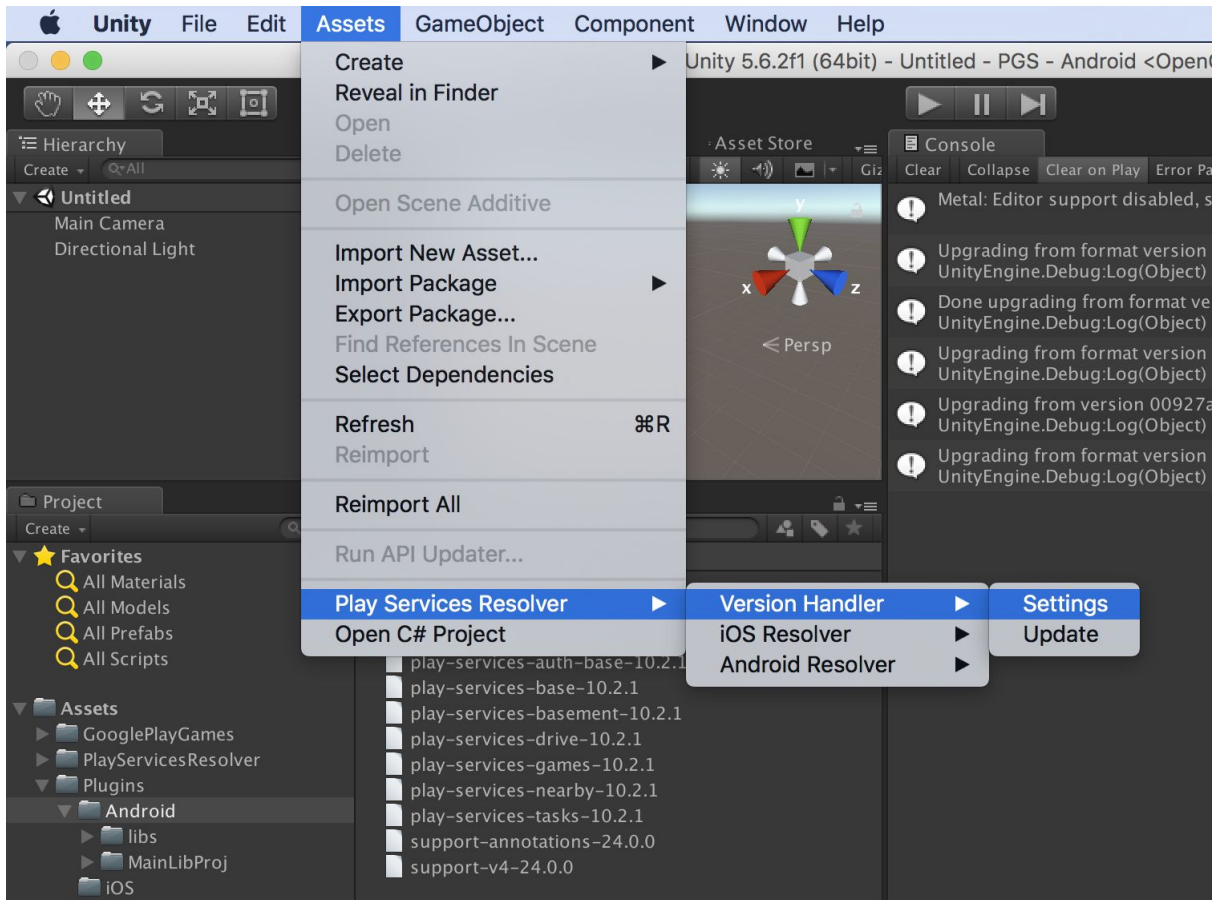 Unity File Edit Assets GameObject Component Window Help
Unity 5.6.2f1 (64bit) - Untitled - PGS - Android <Open
Create
Reveal in Finder
Open
Delete
Open Scene Additive
Import New Asset...
Import Package
Export Package...
Find References In Scene
Select Dependencies
Refresh ⌘R
Reimport
Reimport All
Run API Updater...
Play Services Resolver
Open C# Project
Version Handler
iOS Resolver
Android Resolver
Settings
Update
Hierarchy
Create All
Untitled
Main Camera
Directional Light
Asset Store
Giz
y
x z
Persp
Console
Clear Collapse Clear on Play Error Pa
Metal: Editor support disabled, s
Upgrading from format version
UnityEngine.Debug:Log(Object)
Done upgrading from format ve
UnityEngine.Debug:Log(Object)
Upgrading from format version
UnityEngine.Debug:Log(Object)
Upgrading from version 00927a
UnityEngine.Debug:Log(Object)
Upgrading from format version
UnityEngine.Debug:Log(Object)
Project
Create
Favorites
All Materials
All Models
All Prefabs
All Scripts
Assets
GooglePlayGames
PlayServicesResolver
Plugins
Android
libs
MainLibProj
iOS
play-services-auth-base-10.2.1
play-services-base-10.2.1
play-services-basement-10.2.1
play-services-drive-10.2.1
play-services-games-10.2.1
play-services-nearby-10.2.1
play-services-tasks-10.2.1
support-annotations-24.0.0
support-v4-24.0.0